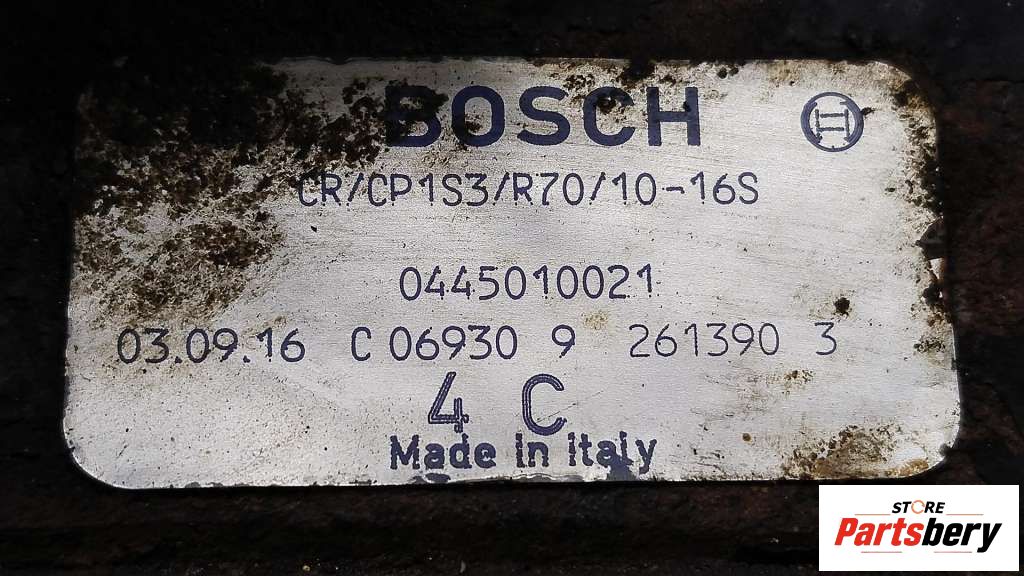 BOSCH
CR/CP1S3/R70/10-16S
0445010021
03.09.16 C 06930 9 261390 3
4 C
Made in Italy
STORE
Partsbery